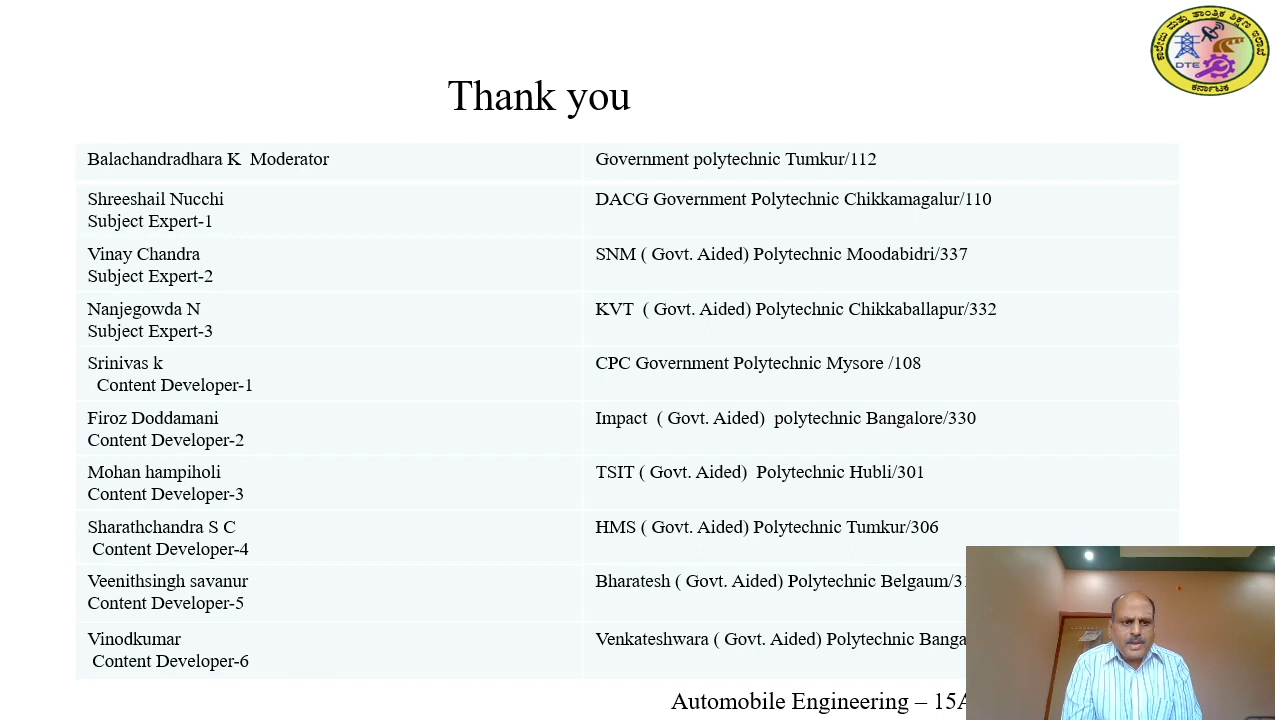 ಕಾಲೇಜು ಮತ್ತು ತಾಂತ್ರಿಕ ಶಿಕ್ಷಣ ಇಲಾಖೆ
DTE
ಕರ್ನಾಟಕ
Thank you
Balachandradhara K  Moderator
Government polytechnic Tumkur/112
Shreeshail Nucchi
Subject Expert-1
DACG Government Polytechnic Chikkamagalur/110
Vinay Chandra
Subject Expert-2
SNM ( Govt. Aided) Polytechnic Moodabidri/337
Nanjegowda N
Subject Expert-3
KVT  ( Govt. Aided) Polytechnic Chikkaballapur/332
Srinivas k
Content Developer-1
CPC Government Polytechnic Mysore /108
Firoz Doddamani
Content Developer-2
Impact  ( Govt. Aided)  polytechnic Bangalore/330
Mohan hampiholi
Content Developer-3
TSIT ( Govt. Aided)  Polytechnic Hubli/301
Sharathchandra S C
Content Developer-4
HMS ( Govt. Aided) Polytechnic Tumkur/306
Veenithsingh savanur
Content Developer-5
Bharatesh ( Govt. Aided) Polytechnic Belgaum/
Vinodkumar
Content Developer-6
Venkateshwara ( Govt. Aided) Polytechnic
Automobile Engineering –